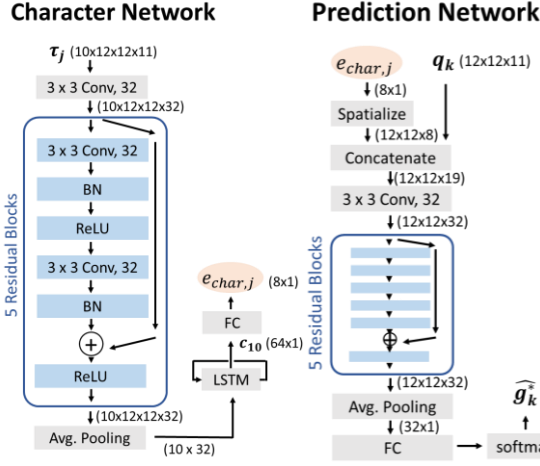 Character Network
τj (10x12x12x11)
3 x 3 Conv, 32
(10x12x12x32)
5 Residual Blocks
3 x 3 Conv, 32
BN
ReLU
3 x 3 Conv, 32
BN
+
ReLU
(10x12x12x32)
Avg. Pooling
(10 x 32)
LSTM
c10 (64x1)
FC
echar,j (8x1)
Prediction Network
echar,j
qk (12x12x11)
(8x1)
Spatialize
(12x12x8)
Concatenate
(12x12x19)
3 x 3 Conv, 32
(12x12x32)
5 Residual Blocks
+
(12x12x32)
Avg. Pooling
(32x1)
FC
softma
ĝ*k